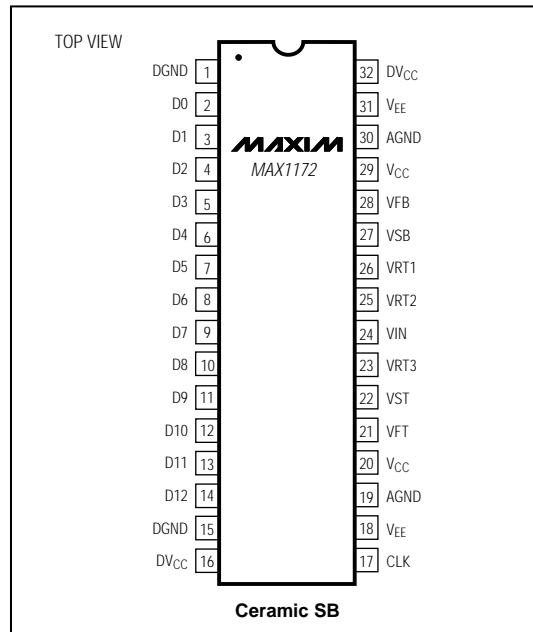 TOP VIEW
DGND 1 32 DVCC
D0 2 31 VEE
D1 3 30 AGND
D2 4 29 VCC
D3 5 28 VFB
D4 6 27 VSB
D5 7 26 VRT1
D6 8 25 VRT2
D7 9 24 VIN
D8 10 23 VRT3
D9 11 22 VST
D10 12 21 VFT
D11 13 20 VCC
D12 14 19 AGND
DGND 15 18 VEE
DVCC 16 17 CLK
MAXIM
MAX1172
Ceramic SB